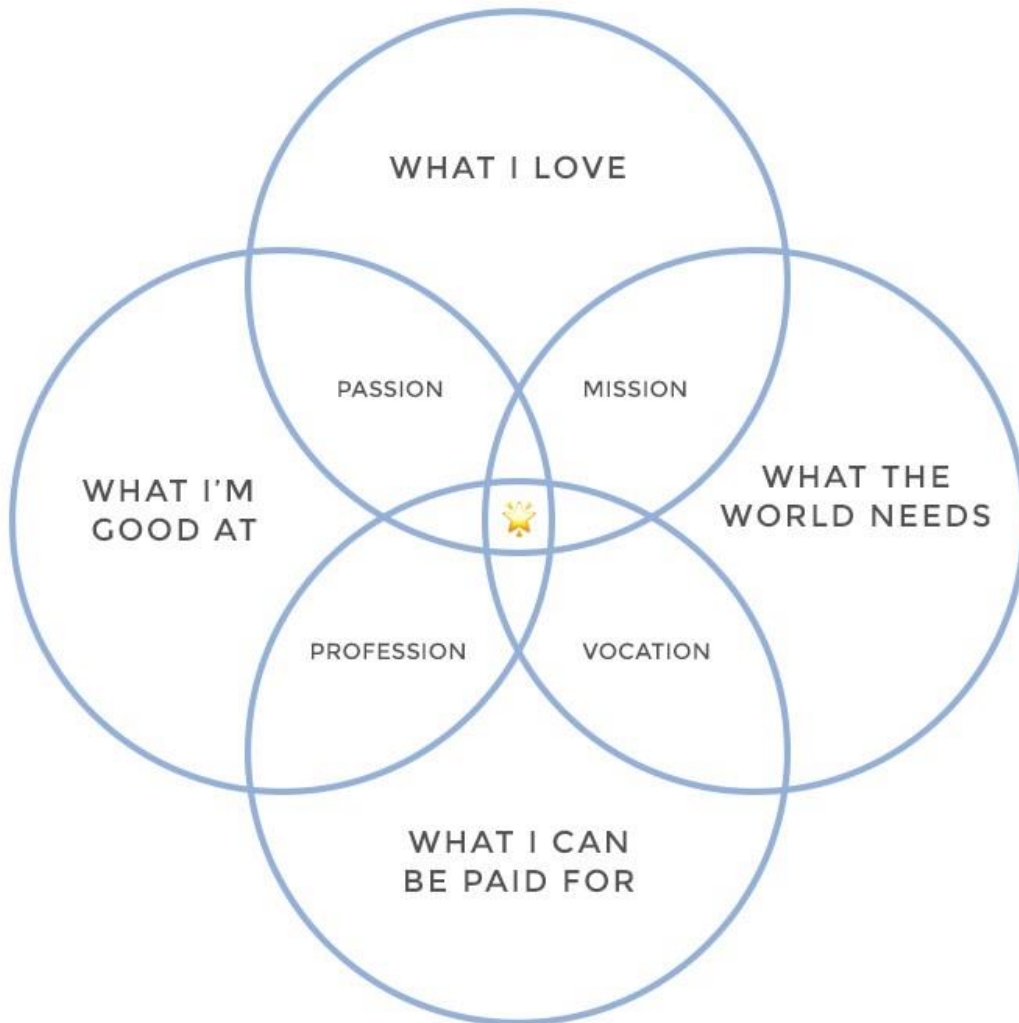 WHAT I LOVE
PASSION
MISSION
WHAT I'M
GOOD AT
WHAT THE
WORLD NEEDS
PROFESSION
VOCATION
WHAT I CAN
BE PAID FOR